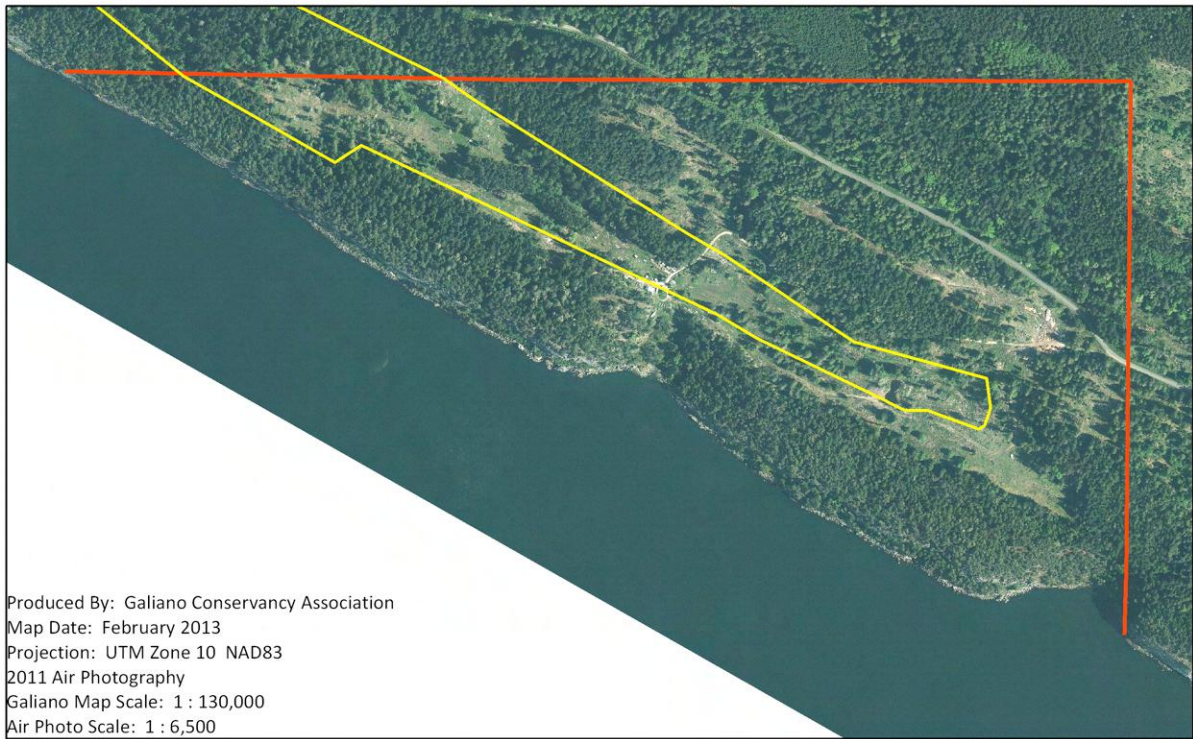 Produced By: Galiano Conservancy Association
Map Date: February 2013
Projection: UTM Zone 10 NAD83
2011 Air Photography
Galiano Map Scale: 1 : 130,000
Air Photo Scale: 1 : 6,500